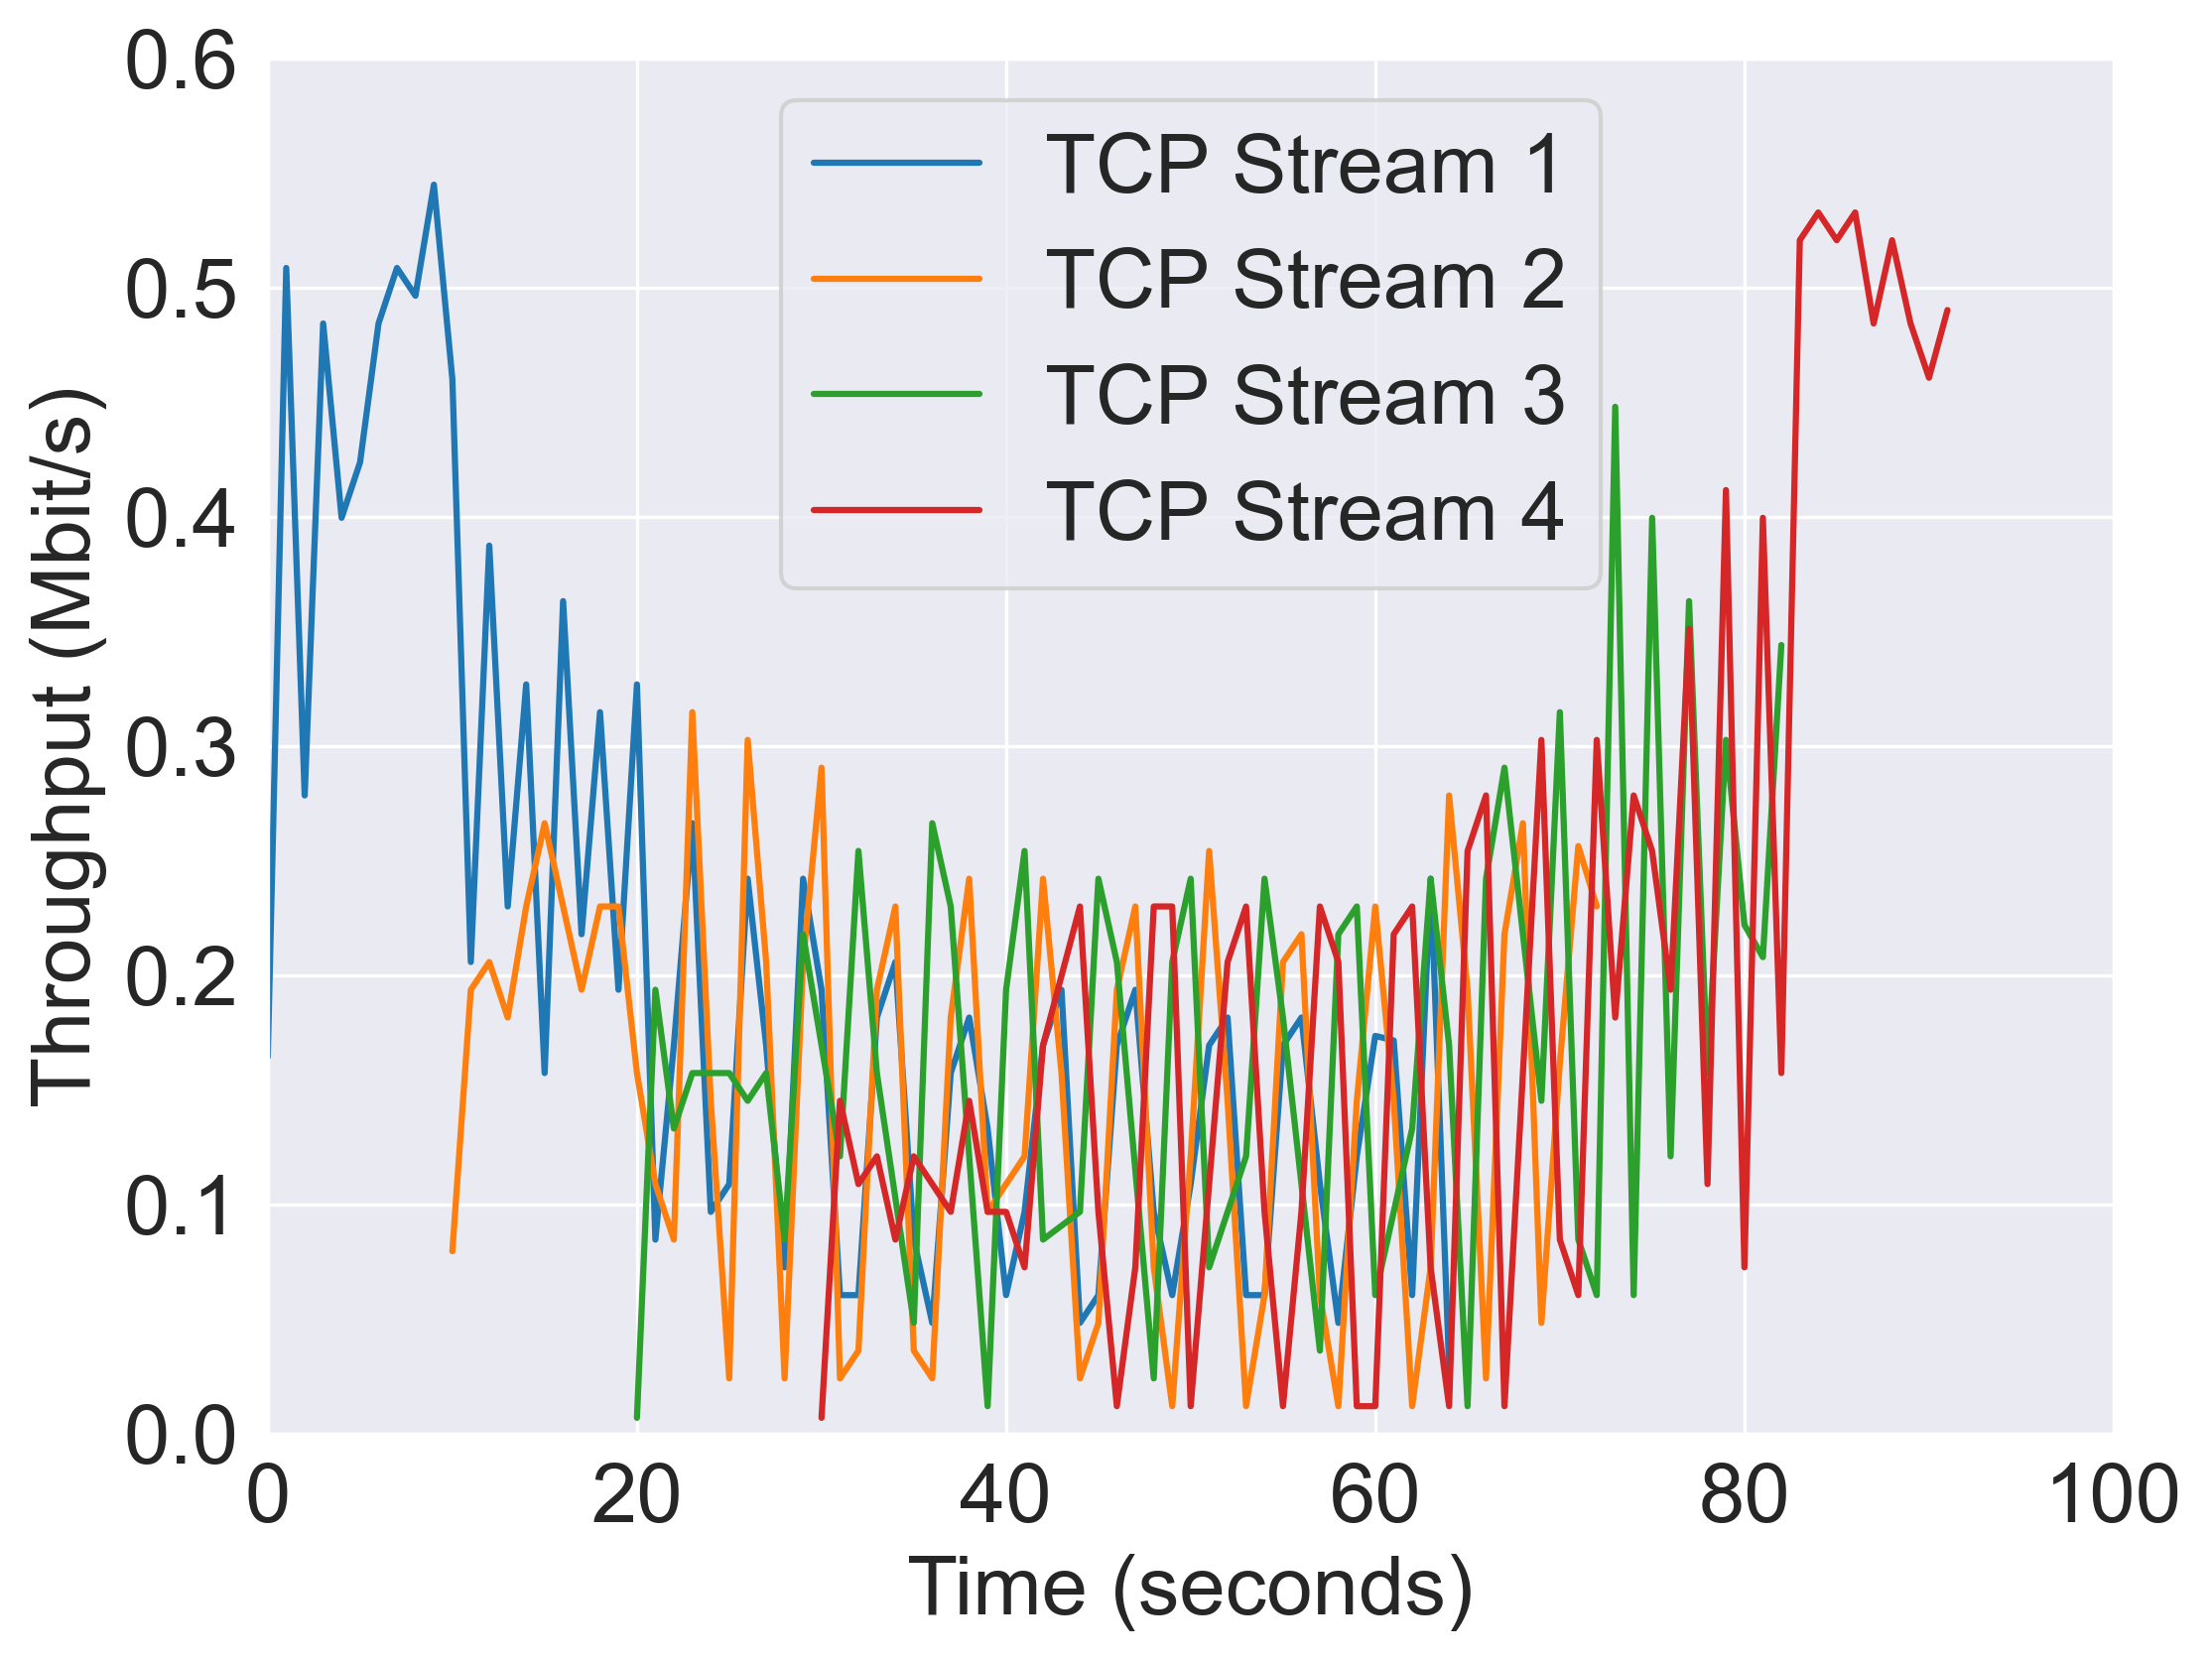 0.6
0.5
0.4
0.3
0.2
0.1
0.0
Throughput (Mbit/s)
TCP Stream 1
TCP Stream 2
TCP Stream 3
TCP Stream 4
0 20 40 60 80 100
Time (seconds)